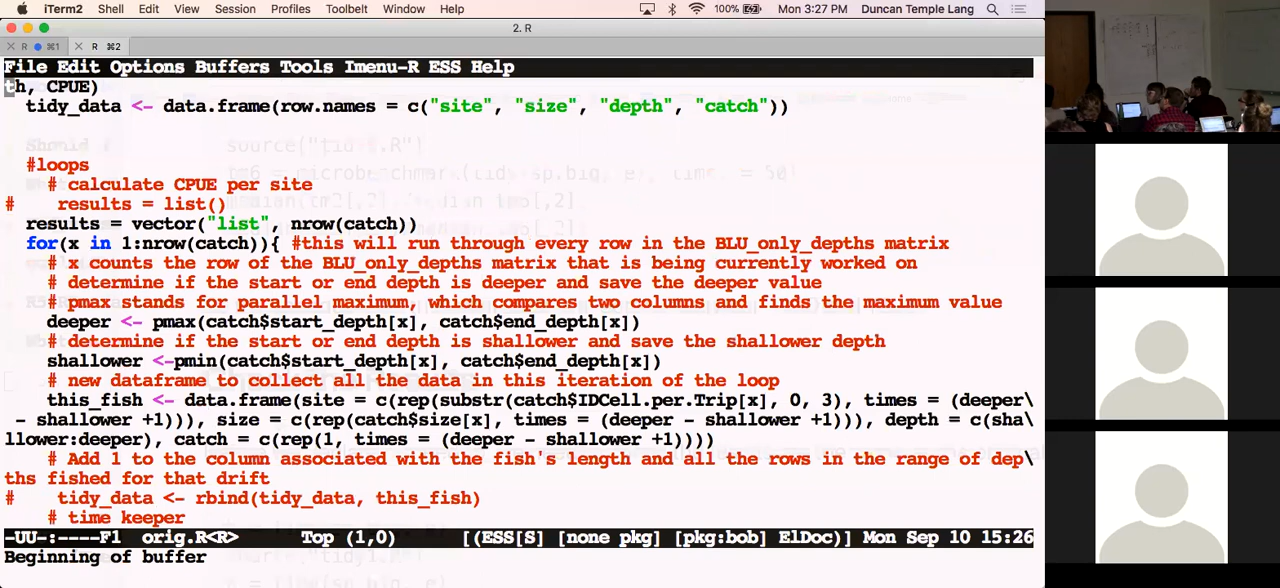 iTerm2 Shell Edit View Session Profiles Toolbelt Window Help 100% Mon 3:27 PM Duncan Temple Lang
2. R
R ⌘1 R ⌘2
File Edit Options Buffers Tools Imenu-R ESS Help
th, CPUE)
tidy_data <- data.frame(row.names = c("site", "size", "depth", "catch"))
#loops
# calculate CPUE per site
# results = list()
results = vector("list", nrow(catch))
for(x in 1:nrow(catch)){ #this will run through every row in the BLU_only_depths matrix
# x counts the row of the BLU_only_depths matrix that is being currently worked on
# determine if the start or end depth is deeper and save the deeper value
# pmax stands for parallel maximum, which compares two columns and finds the maximum value
deeper <- pmax(catch$start_depth[x], catch$end_depth[x])
# determine if the start or end depth is shallower and save the shallower depth
shallower <-pmin(catch$start_depth[x], catch$end_depth[x])
# new dataframe to collect all the data in this iteration of the loop
this_fish <- data.frame(site = c(rep(substr(catch$IDCell.per.Trip[x], 0, 3), times = (deeper\
- shallower +1))), size = c(rep(catch$size[x], times = (deeper - shallower +1))), depth = c(sha\
llower:deeper), catch = c(rep(1, times = (deeper - shallower +1))))
# Add 1 to the column associated with the fish's length and all the rows in the range of dep\
ths fished for that drift
# tidy_data <- rbind(tidy_data, this_fish)
# time keeper
-UU-:----F1 orig.R<R> Top (1,0) [(ESS[S] [none pkg] [pkg:bob] ElDoc)] Mon Sep 10 15:26
Beginning of buffer